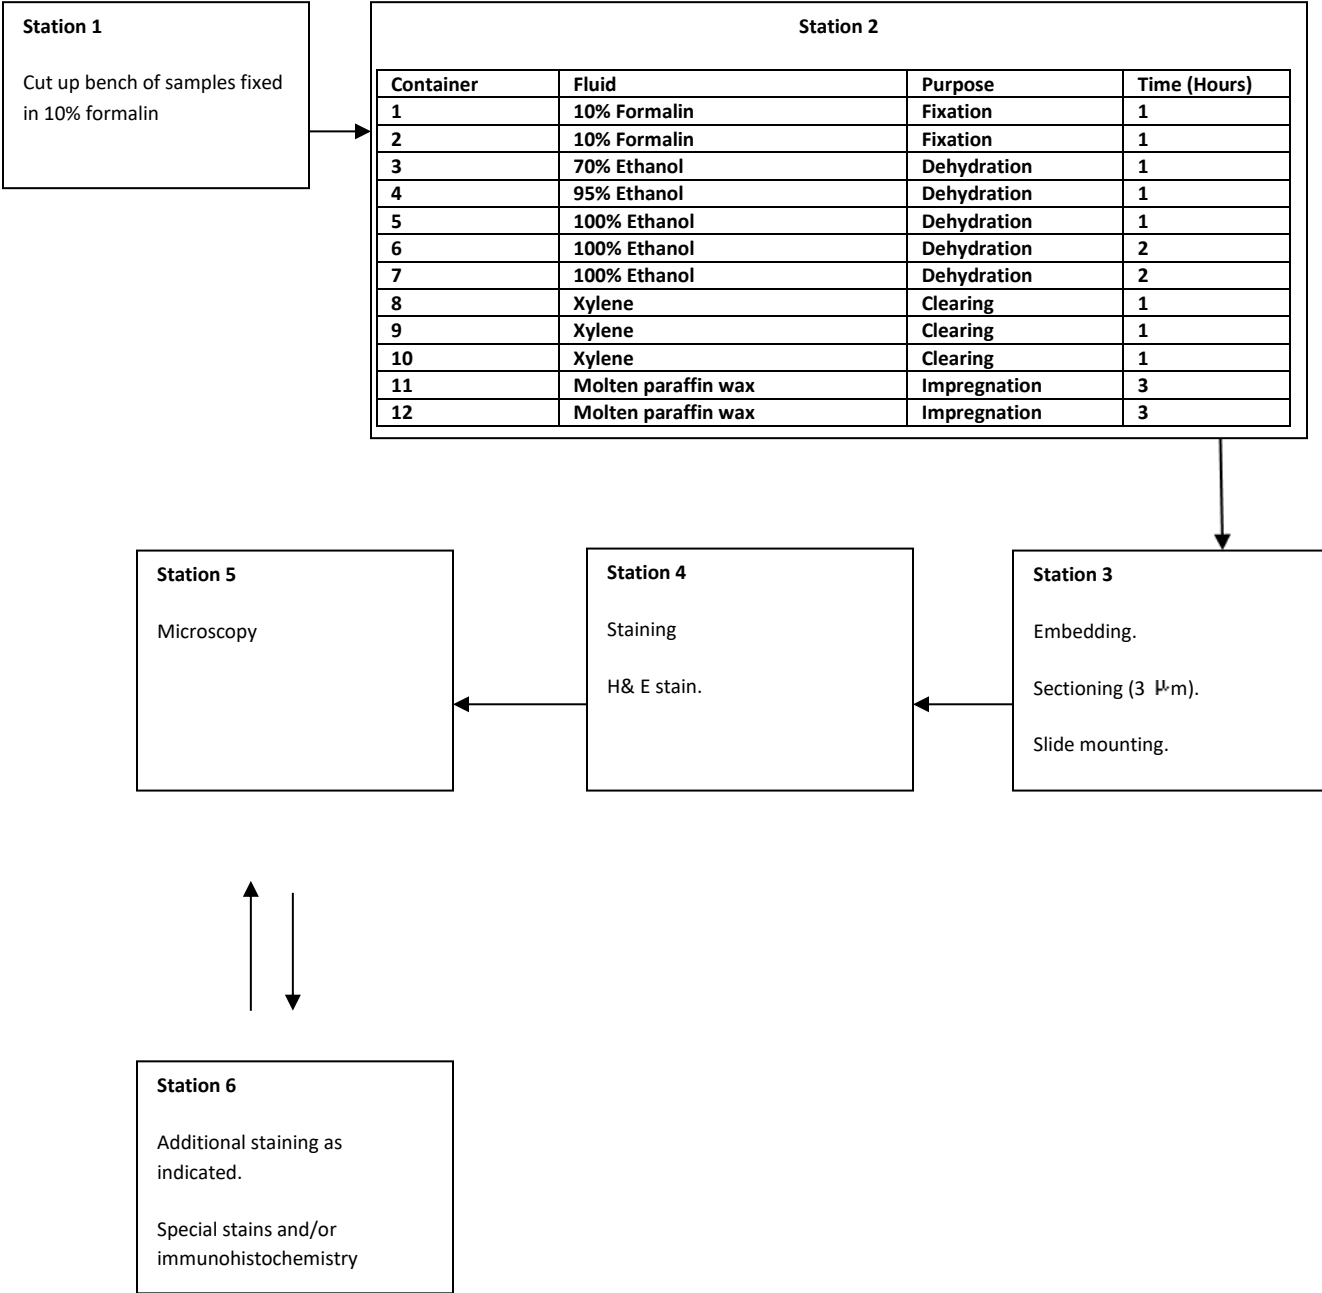 Station 1
Cut up bench of samples fixed
in 10% formalin
Station 2
Container Fluid Purpose Time (Hours)
1 10% Formalin Fixation 1
2 10% Formalin Fixation 1
3 70% Ethanol Dehydration 1
4 95% Ethanol Dehydration 1
5 100% Ethanol Dehydration 1
6 100% Ethanol Dehydration 2
7 100% Ethanol Dehydration 2
8 Xylene Clearing 1
9 Xylene Clearing 1
10 Xylene Clearing 1
11 Molten paraffin wax Impregnation 3
12 Molten paraffin wax Impregnation 3
Station 3
Embedding.
Sectioning (3 μm).
Slide mounting.
Station 4
Staining
H& E stain.
Station 5
Microscopy
Station 6
Additional staining as
indicated.
Special stains and/or
immunohistochemistry